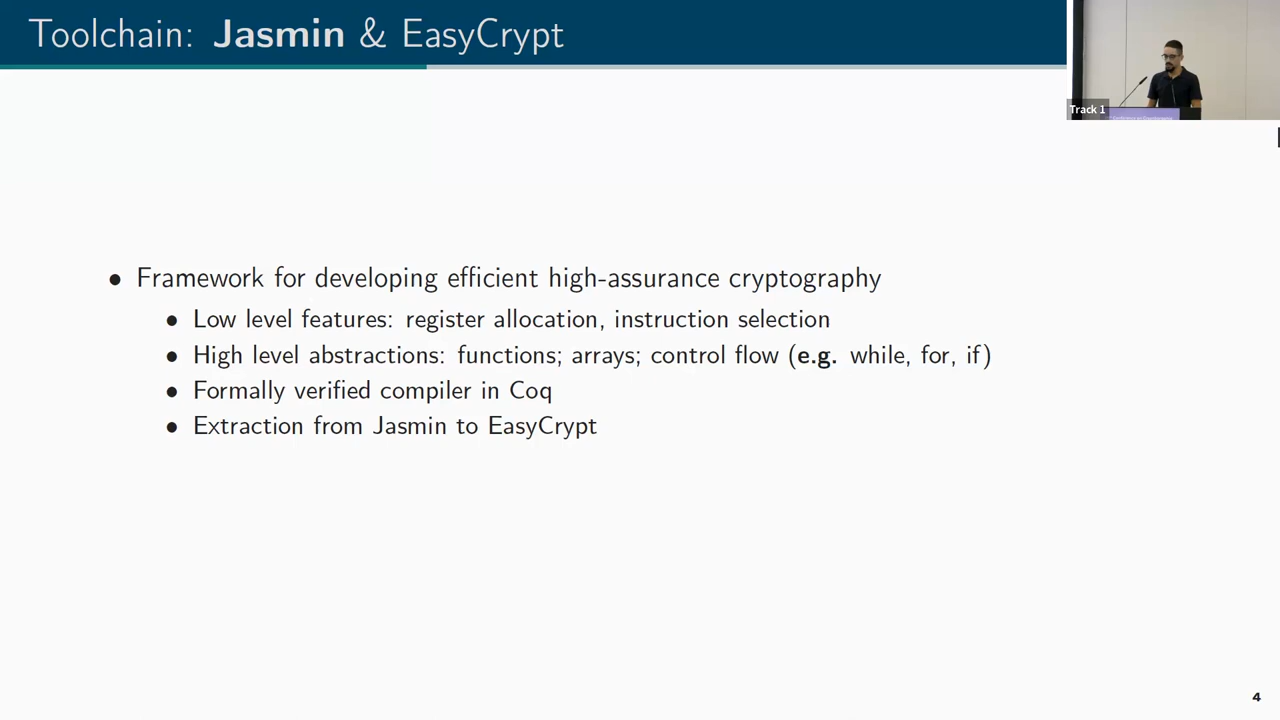 Toolchain: Jasmin & EasyCrypt
Track 1
• Framework for developing efficient high-assurance cryptography
• Low level features: register allocation, instruction selection
• High level abstractions: functions; arrays; control flow (e.g. while, for, if)
• Formally verified compiler in Coq
• Extraction from Jasmin to EasyCrypt
4